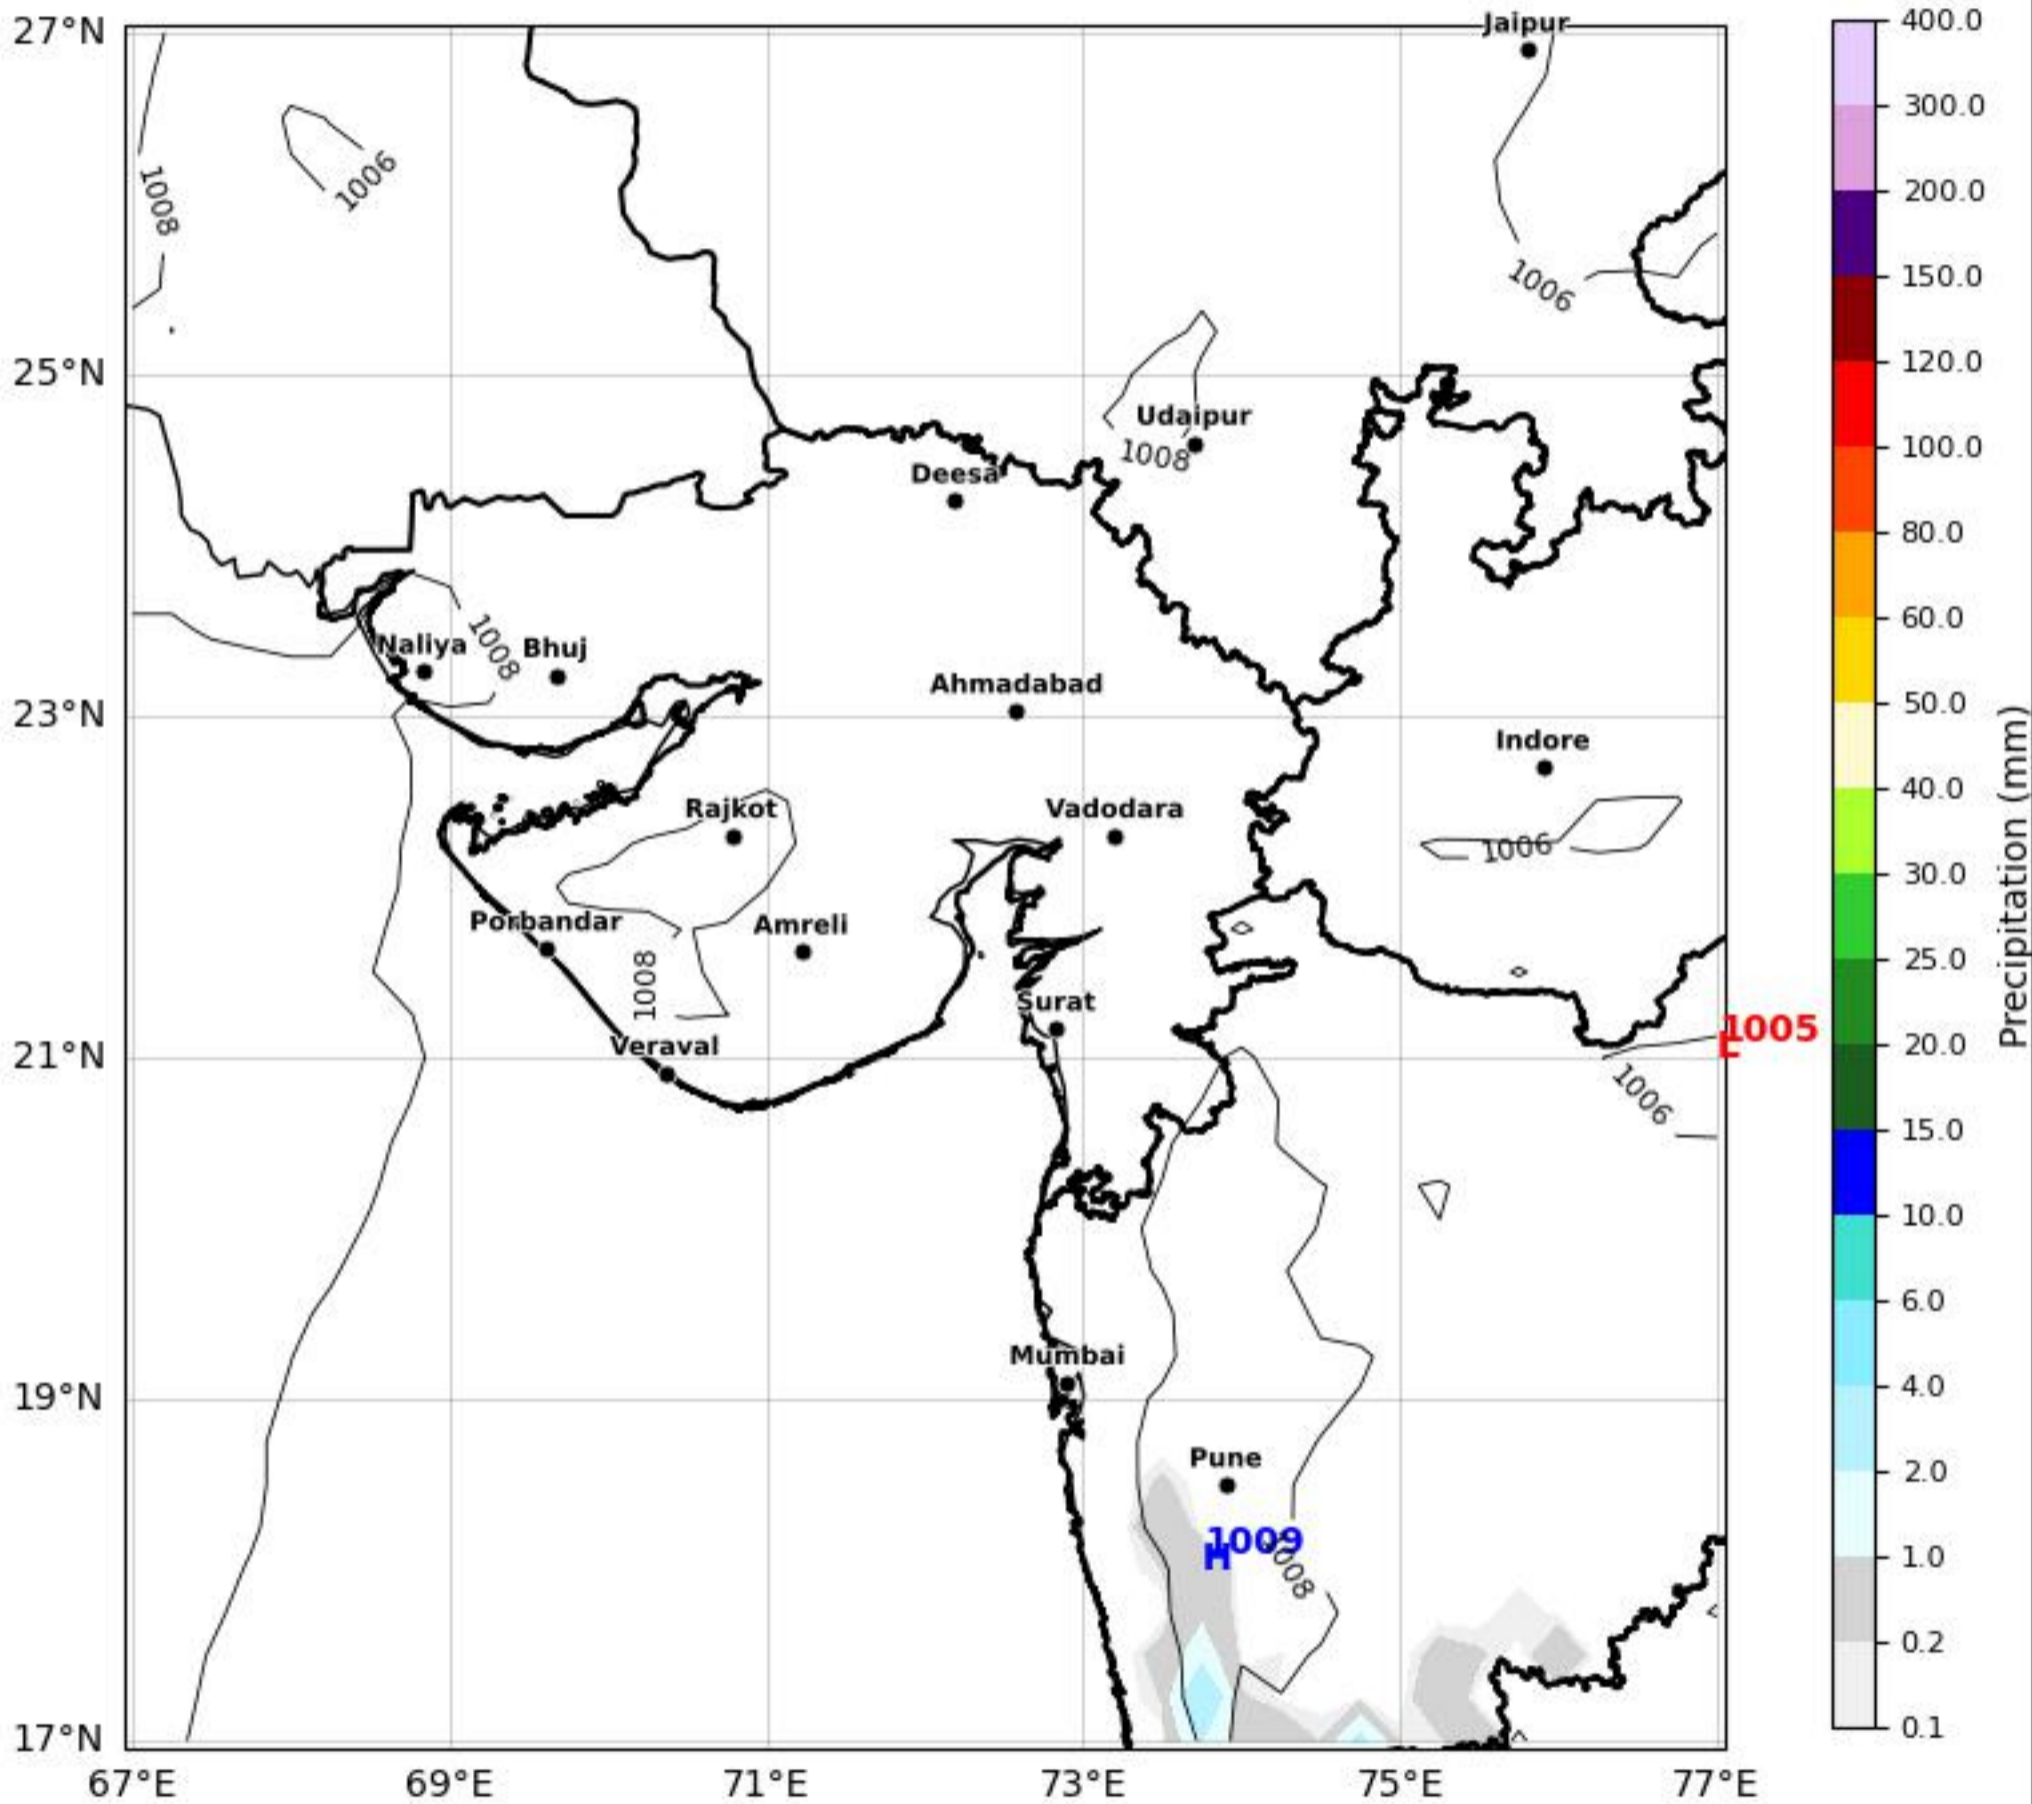 27°N
25°N
23°N
21°N
19°N
17°N
67°E
69°E
71°E
73°E
75°E
77°E
Jaipur
1006
1008
1006
Udaipur
1008
Deesa
Naliya
Bhuj
1008
Ahmadabad
Indore
Rajkot
Vadodara
1006
Porbandar
Amreli
1008
Surat
Veraval
1005
L
1006
Mumbai
Pune
1009
H
1008
400.0
300.0
200.0
150.0
120.0
100.0
80.0
60.0
50.0
40.0
30.0
25.0
20.0
15.0
10.0
6.0
4.0
2.0
1.0
0.2
0.1
Precipitation (mm)